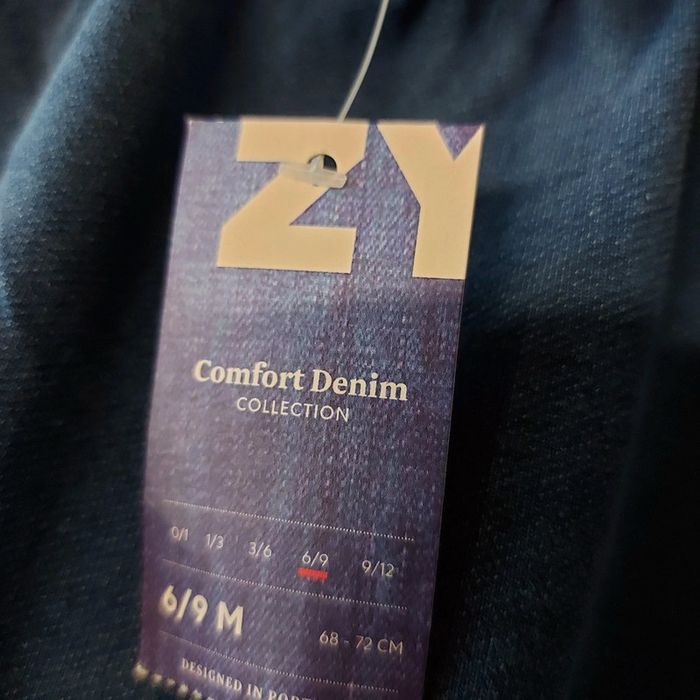 ZY
Comfort Denim
COLLECTION
0/1 1/3 3/6 6/9 9/12
6/9 M 68 - 72 CM
DESIGNED IN